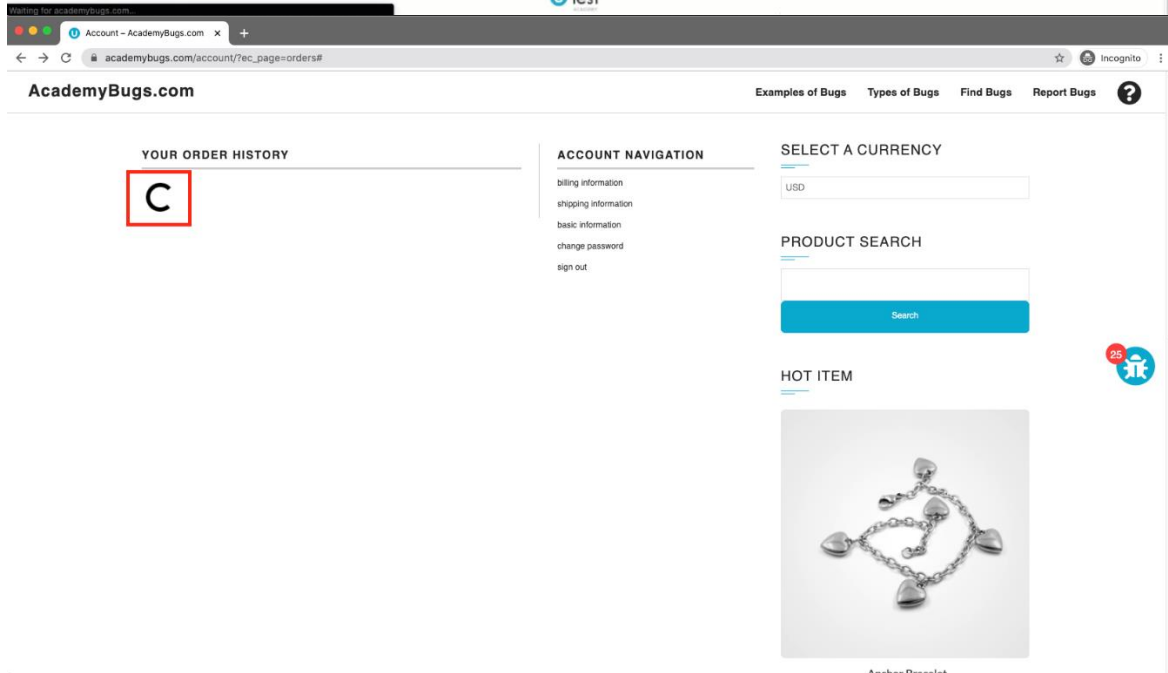 Waiting for academybugs.com...
TEST
ACADEMY
Account – AcademyBugs.com
academybugs.com/account/?ec_page=orders#
Incognito
AcademyBugs.com
Examples of Bugs
Types of Bugs
Find Bugs
Report Bugs
?
YOUR ORDER HISTORY
ACCOUNT NAVIGATION
billing information
shipping information
basic information
change password
sign out
SELECT A CURRENCY
USD
PRODUCT SEARCH
Search
25
HOT ITEM
Anchor Bracelet